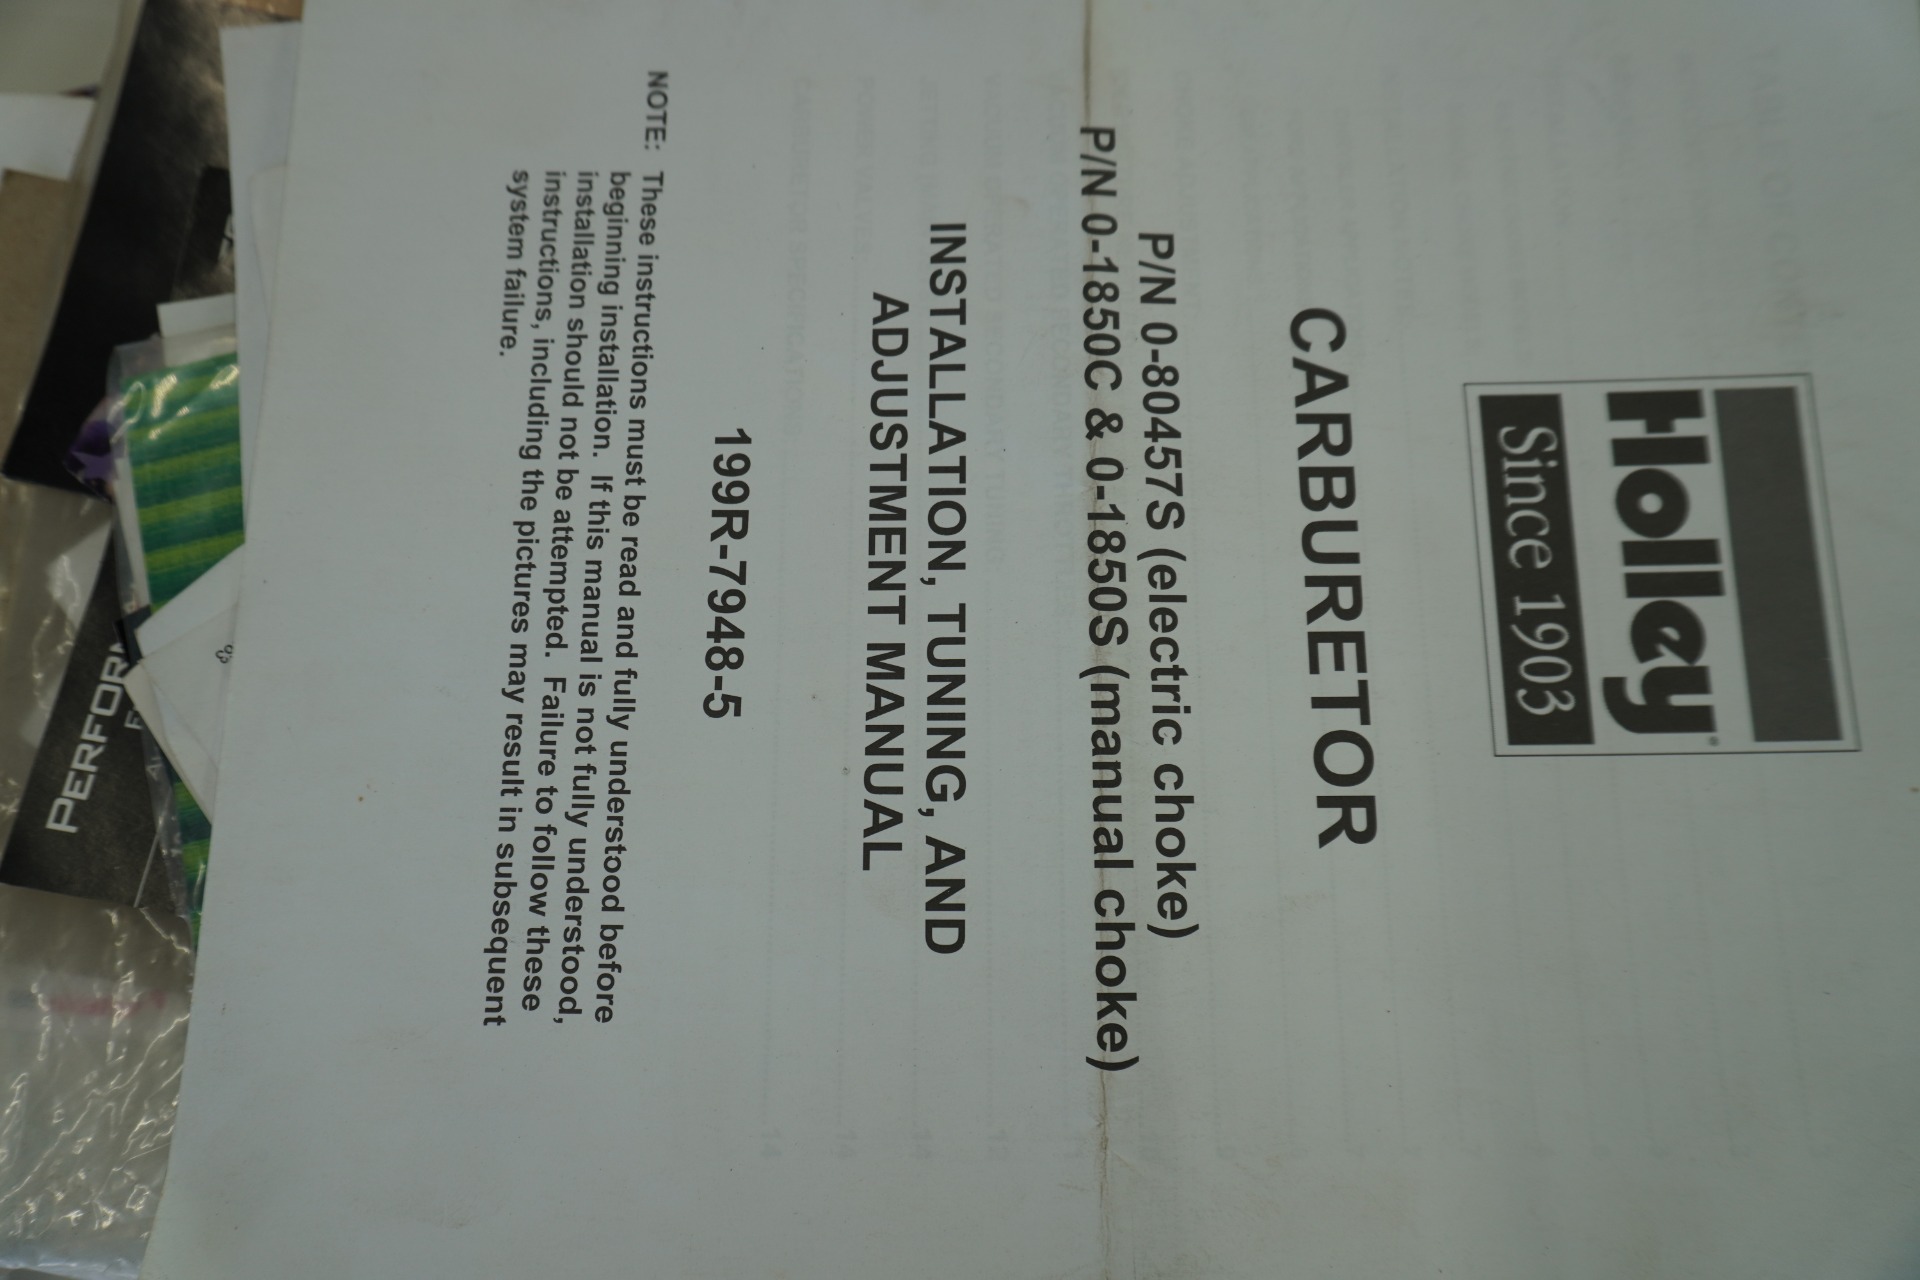 Holley®
Since 1903
CARBURETOR
P/N 0-80457S (electric choke)
P/N 0-1850C & 0-1850S (manual choke)
INSTALLATION, TUNING, AND
ADJUSTMENT MANUAL
199R-7948-5
NOTE: These instructions must be read and fully understood before
beginning installation. If this manual is not fully understood,
installation should not be attempted. Failure to follow these
instructions, including the pictures may result in subsequent
system failure.